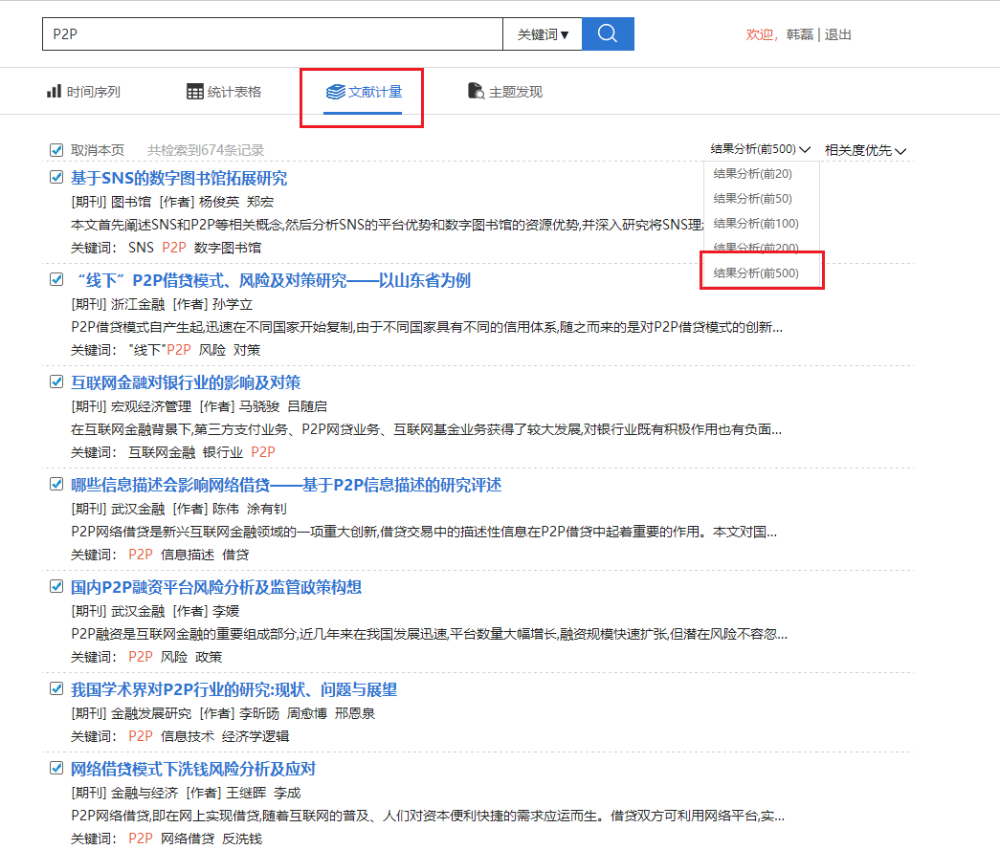 P2P
关键词▼
欢迎，韩磊 | 退出
时间序列
统计表格
文献计量
主题发现
取消本页
共检索到674条记录
结果分析(前500)
相关度优先
结果分析(前20)
结果分析(前50)
结果分析(前100)
结果分析(前200)
结果分析(前500)
基于SNS的数字图书馆拓展研究
[期刊] 图书馆 [作者] 杨俊英 郑宏
本文首先阐述SNS和P2P等相关概念,然后分析SNS的平台优势和数字图书馆的资源优势,并深入研究将SNS理
关键词： SNS P2P 数字图书馆
“线下”P2P借贷模式、风险及对策研究——以山东省为例
[期刊] 浙江金融 [作者] 孙学立
P2P借贷模式自产生起,迅速在不同国家开始复制,由于不同国家具有不同的信用体系,随之而来的是对P2P借贷模式的创新...
关键词： "线下"P2P 风险 对策
互联网金融对银行业的影响及对策
[期刊] 宏观经济管理 [作者] 马骁骏 吕随启
在互联网金融背景下,第三方支付业务、P2P网贷业务、互联网基金业务获得了较大发展,对银行业既有积极作用也有负面...
关键词： 互联网金融 银行业 P2P
哪些信息描述会影响网络借贷——基于P2P信息描述的研究评述
[期刊] 武汉金融 [作者] 陈伟 涂有钊
P2P网络借贷是新兴互联网金融领域的一项重大创新,借贷交易中的描述性信息在P2P借贷中起着重要的作用。本文对国...
关键词： P2P 信息描述 借贷
国内P2P融资平台风险分析及监管政策构想
[期刊] 武汉金融 [作者] 李媛
P2P融资是互联网金融的重要组成部分,近几年来在我国发展迅速,平台数量大幅增长,融资规模快速扩张,但潜在风险不容忽...
关键词： P2P 风险 政策
我国学术界对P2P行业的研究:现状、问题与展望
[期刊] 金融发展研究 [作者] 李昕旸 周愈博 邢恩泉
关键词： P2P 信息技术 经济学逻辑
网络借贷模式下洗钱风险分析及应对
[期刊] 金融与经济 [作者] 王继晖 李成
P2P网络借贷,即在网上实现借贷,随着互联网的普及、人们对资本便利快捷的需求应运而生。借贷双方可利用网络平台,实...
关键词： P2P 网络借贷 反洗钱